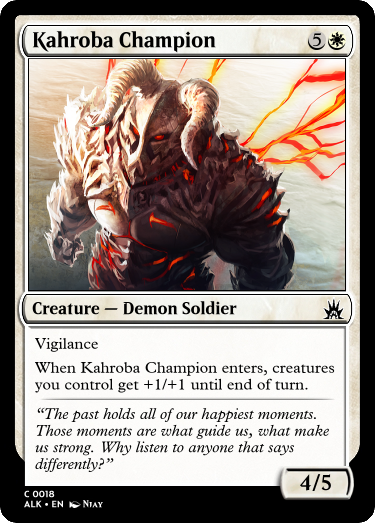 Kahroba Champion 5
Creature — Demon Soldier
Vigilance
When Kahroba Champion enters, creatures
you control get +1/+1 until end of turn.
“The past holds all of our happiest moments.
Those moments are what guide us, what make
us strong. Why listen to anyone that says
differently?”
4/5
C 0018
ALK • EN Njay